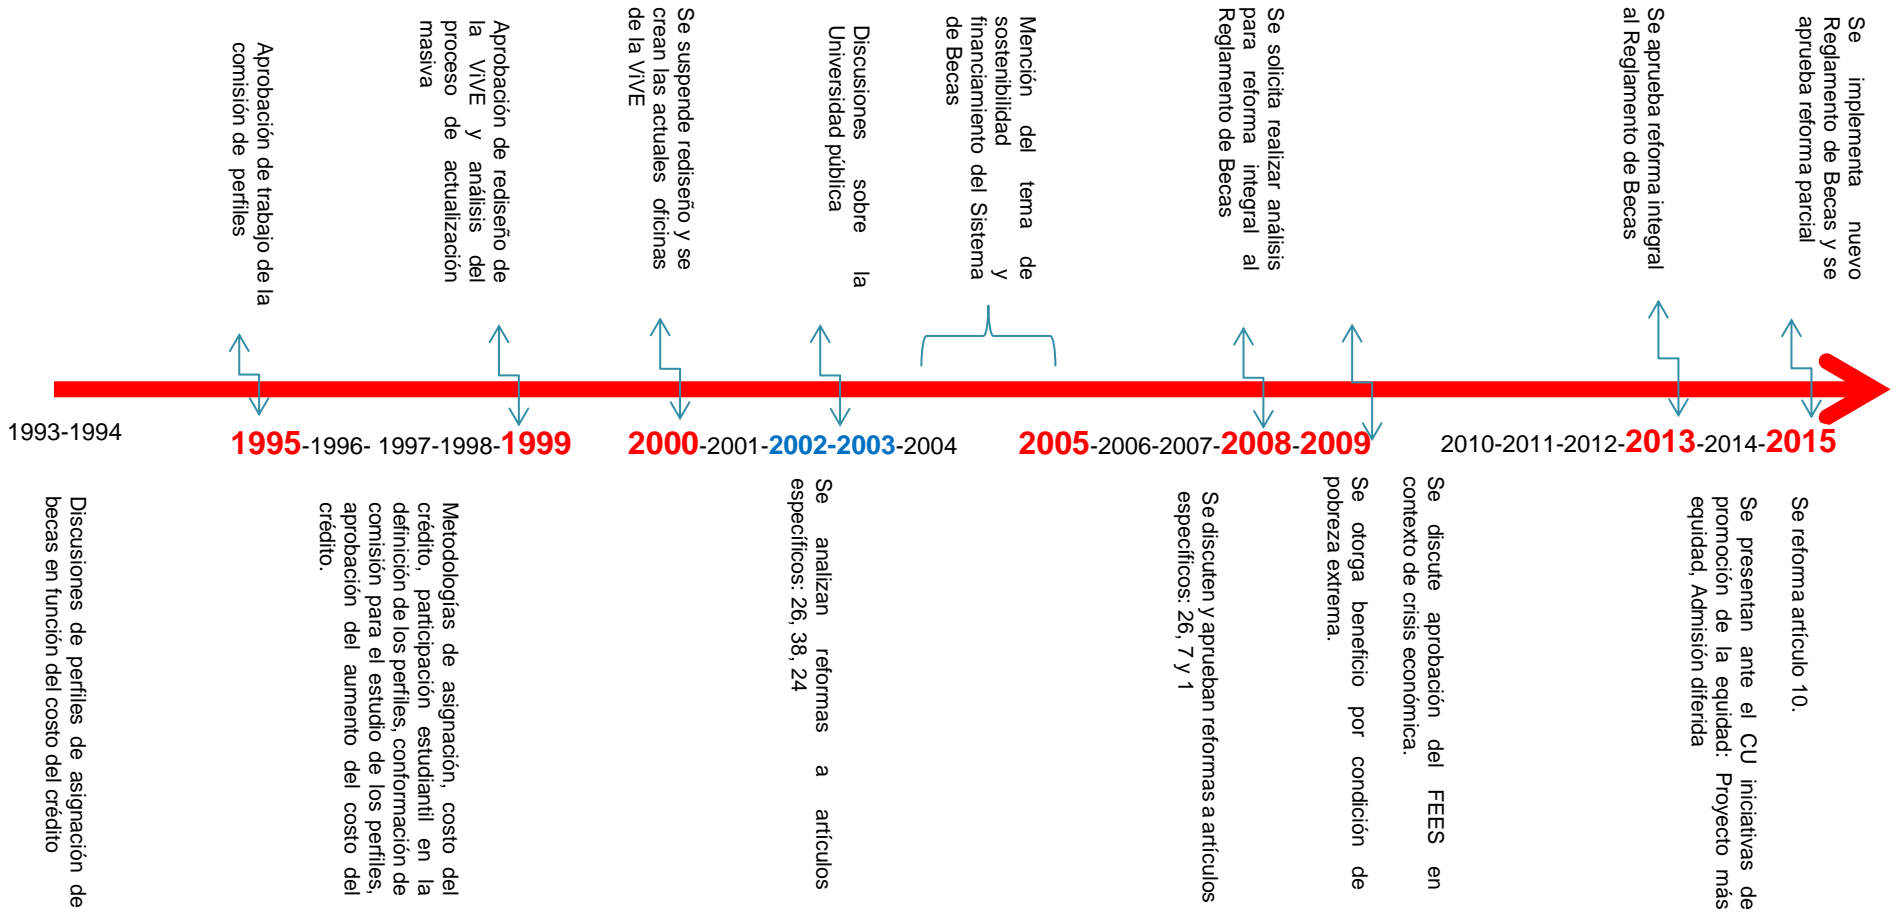 Aprobación de trabajo de la
comisión de perfiles
Aprobación de rediseño de
la ViVE y análisis del
proceso de actualización
masiva
Se suspende rediseño y se
crean las actuales oficinas
de la ViVE
Discusiones sobre la
Universidad pública
Mención del tema de
sostenibilidad y
financiamiento del Sistema
de Becas
Se solicita realizar análisis
para reforma integral al
Reglamento de Becas
Se aprueba reforma integral
al Reglamento de Becas
Se implementa nuevo
Reglamento de Becas y se
aprueba reforma parcial
1993-1994
1995-1996- 1997-1998-1999
2000-2001-2002-2003-2004
2005-2006-2007-2008-2009
2010-2011-2012-2013-2014-2015
Discusiones de perfiles de asignación de
becas en función del costo del crédito
Metodologías de asignación, costo del
crédito, participación estudiantil en la
definición de los perfiles, conformación de
comisión para el estudio de los perfiles,
aprobación del aumento del costo del
crédito.
Se analizan reformas a artículos
específicos: 26, 38, 24
Se discuten y aprueban reformas a artículos
específicos: 26, 7 y 1
Se otorga beneficio por condición de
pobreza extrema.
Se discute aprobación del FEES en
contexto de crisis económica.
Se presentan ante el CU iniciativas de
promoción de la equidad: Proyecto más
equidad, Admisión diferida
Se reforma artículo 10.